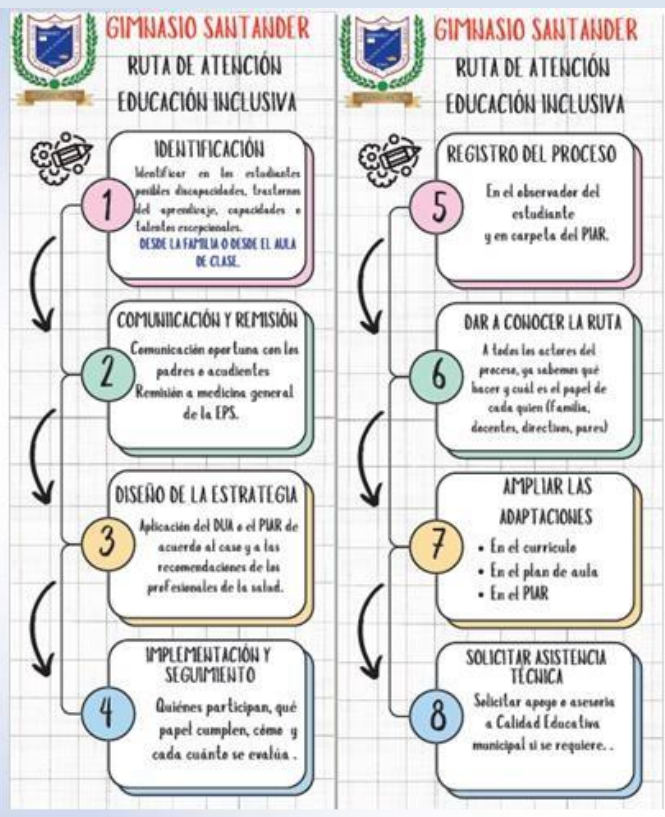 GIMNASIO SANTANDER
RUTA DE ATENCIÓN
EDUCACIÓN INCLUSIVA
1
IDENTIFICACIÓN
Identificar en los estudiantes
posibles discapacidades, trastornos
del aprendizaje, capacidades o
talentos excepcionales.
DESDE LA FAMILIA O DESDE EL AULA
DE CLASE.
2
COMUNIICACIÓN Y REMISIÓN
Comunicación oportuna con los
padres o acudientes
Remisión a medicina general
de la EPS.
3
DISEÑO DE LA ESTRATEGIA
Aplicación del DUA o el PIAR de
acuerdo al caso y a las
recomendaciones de los
profesionales de la salud.
4
IMPLEMENTACIÓN Y
SEGUIMIENTO
Quiénes participan, qué
papel cumplen, cómo y
cada cuánto se evalúa .
GIMNASIO SANTANDER
RUTA DE ATENCIÓN
EDUCACIÓN INCLUSIVA
5
REGISTRO DEL PROCESO
En el observador del
estudiante
y en carpeta del PIAR.
6
DAR A CONOCER LA RUTA
A todos los actores del
proceso, ya sabemos qué
hacer y cuál es el papel de
cada quien (familia,
docentes, directivos, pares)
7
AMPLIAR LAS
ADAPTACIONES
• En el currículo
• En el plan de aula
• En el PIAR
8
SOLICITAR ASISTENCIA
TÉCNICA
Solicitar apoyo o asesoría
a Calidad Educativa
municipal si se requiere. .